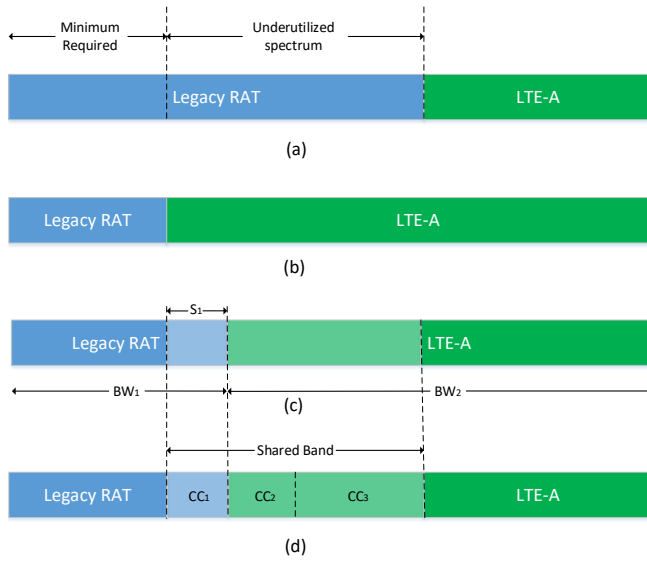 Minimum
Required
Underutilized
spectrum
Legacy RAT
LTE-A
(a)
Legacy RAT
LTE-A
(b)
S1
Legacy RAT
LTE-A
BW1
BW2
(c)
Shared Band
Legacy RAT
CC1
CC2
CC3
LTE-A
(d)